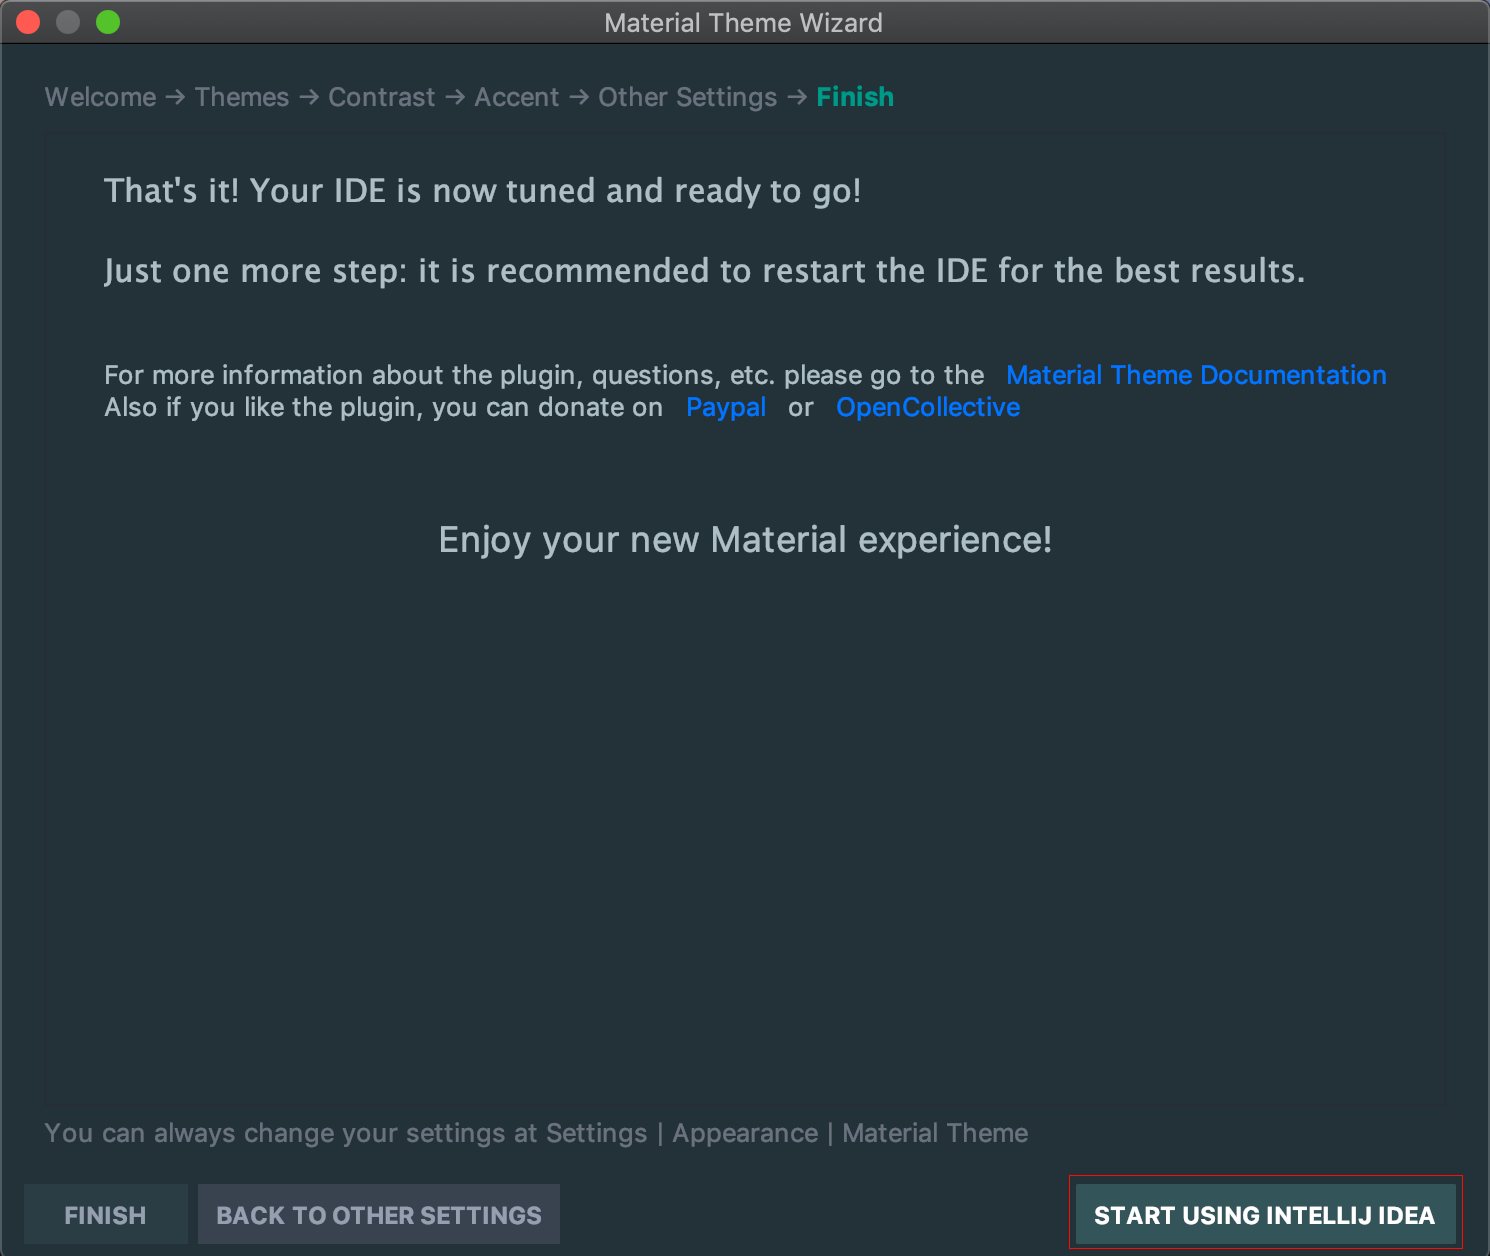 Material Theme Wizard
Welcome → Themes → Contrast → Accent → Other Settings → Finish
That's it! Your IDE is now tuned and ready to go!
Just one more step: it is recommended to restart the IDE for the best results.
For more information about the plugin, questions, etc. please go to the Material Theme Documentation
Also if you like the plugin, you can donate on Paypal or OpenCollective
Enjoy your new Material experience!
You can always change your settings at Settings | Appearance | Material Theme
FINISH BACK TO OTHER SETTINGS START USING INTELLIJ IDEA